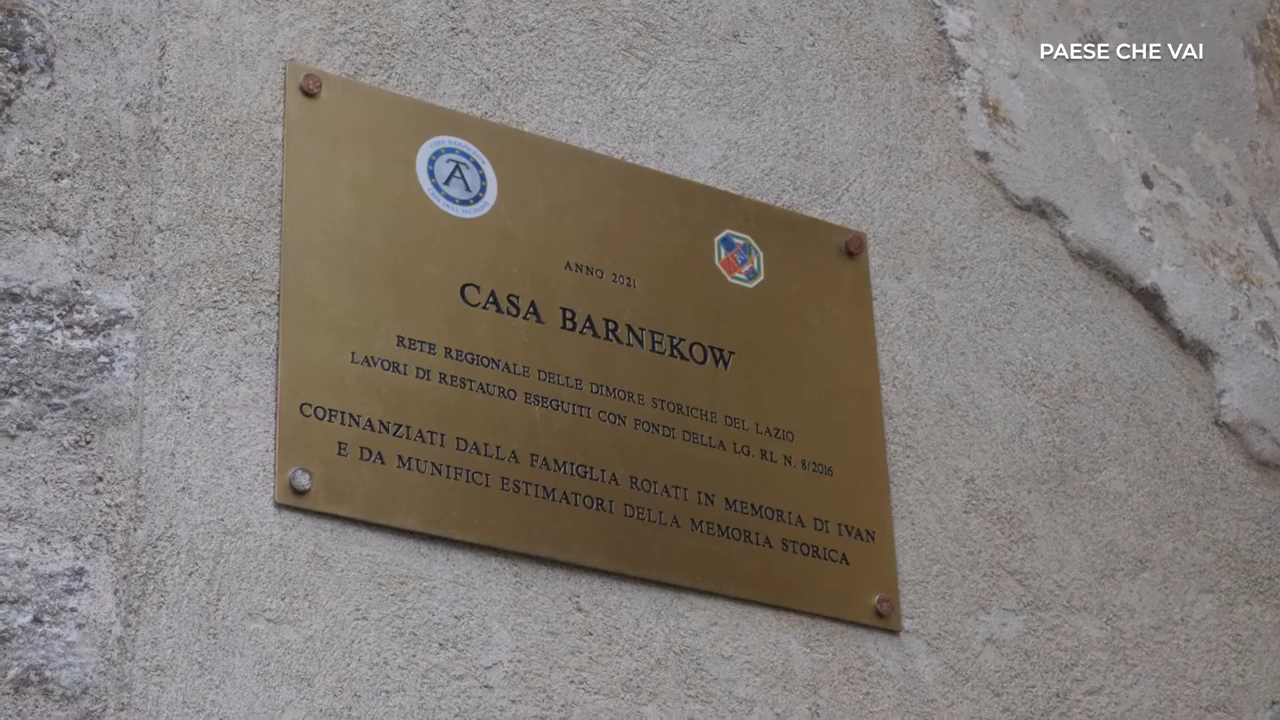 PAESE CHE VAI
ANNO 2021
CASA BARNEKOW
RETE REGIONALE DELLE DIMORE STORICHE DEL LAZIO
LAVORI DI RESTAURO ESEGUITI CON FONDI DELLA LG. RL N. 8/2016
COFINANZIATI DALLA FAMIGLIA ROIATI IN MEMORIA DI IVAN
E DA MUNIFICI ESTIMATORI DELLA MEMORIA STORICA